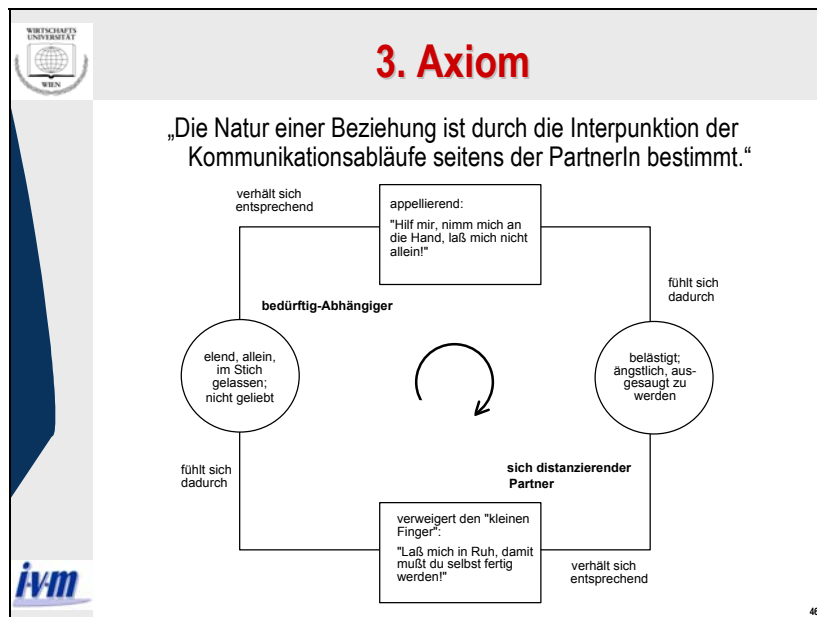 WIRTSCHAFTS
UNIVERSITÄT
WIEN
3. Axiom
„Die Natur einer Beziehung ist durch die Interpunktion der
Kommunikationsabläufe seitens der PartnerIn bestimmt.“
verhält sich
entsprechend
appellierend:
"Hilf mir, nimm mich an
die Hand, laß mich nicht
allein!"
fühlt sich
dadurch
bedürftig-Abhängiger
elend, allein,
im Stich
gelassen;
nicht geliebt
belästigt;
ängstlich, aus-
gesaugt zu
werden
fühlt sich
dadurch
sich distanzierender
Partner
verweigert den "kleinen
Finger":
"Laß mich in Ruh, damit
mußt du selbst fertig
werden!"
verhält sich
entsprechend
i·v·m
46